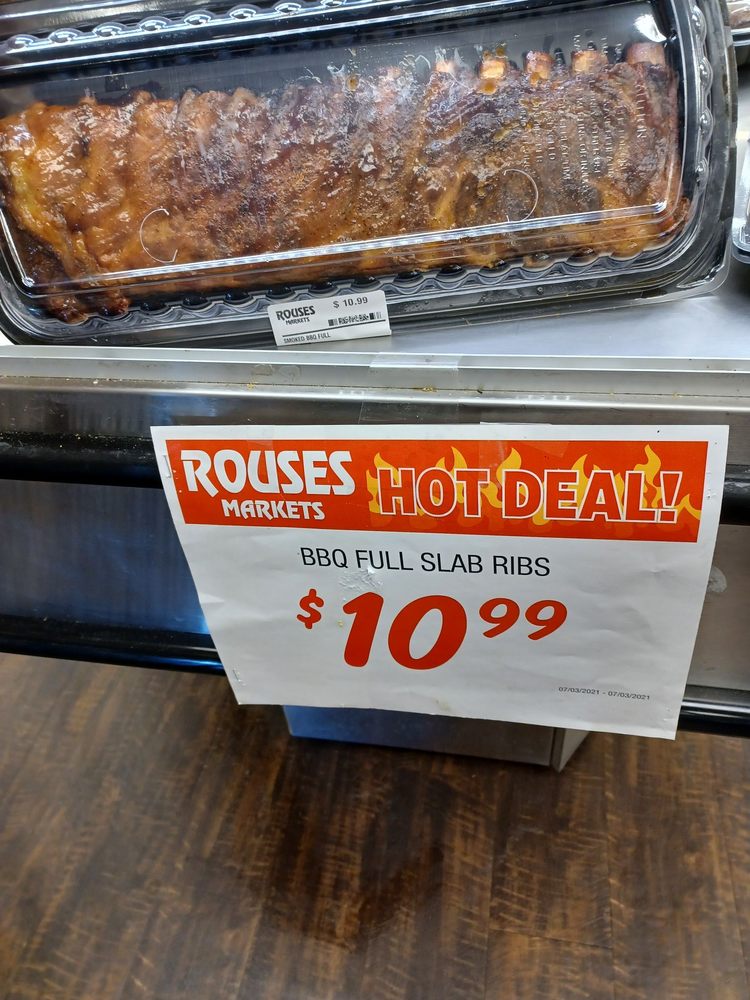 ROUSES
MARKETS
$ 10.99
SMOKED BBQ FULL
ROUSES
MARKETS
HOT DEAL!
BBQ FULL SLAB RIBS
$10.99
07/03/2021 - 07/03/2021